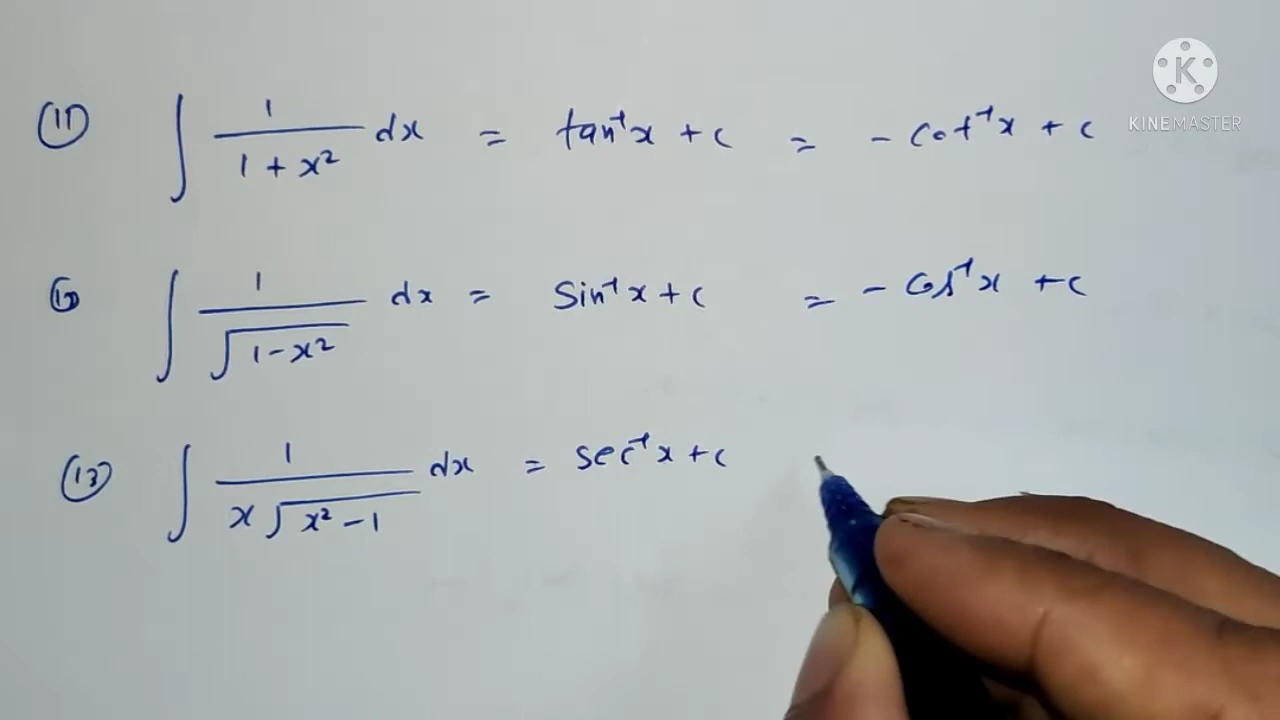 KINEMASTER
(11) ∫ 1/(1 + x²) dx = tan⁻¹x + c = - Cot⁻¹x + c
(12) ∫ 1/√(1 - x²) dx = Sin⁻¹x + c = - Cos⁻¹x + c
(13) ∫ 1/(x√(x² - 1)) dx = Sec⁻¹x + c